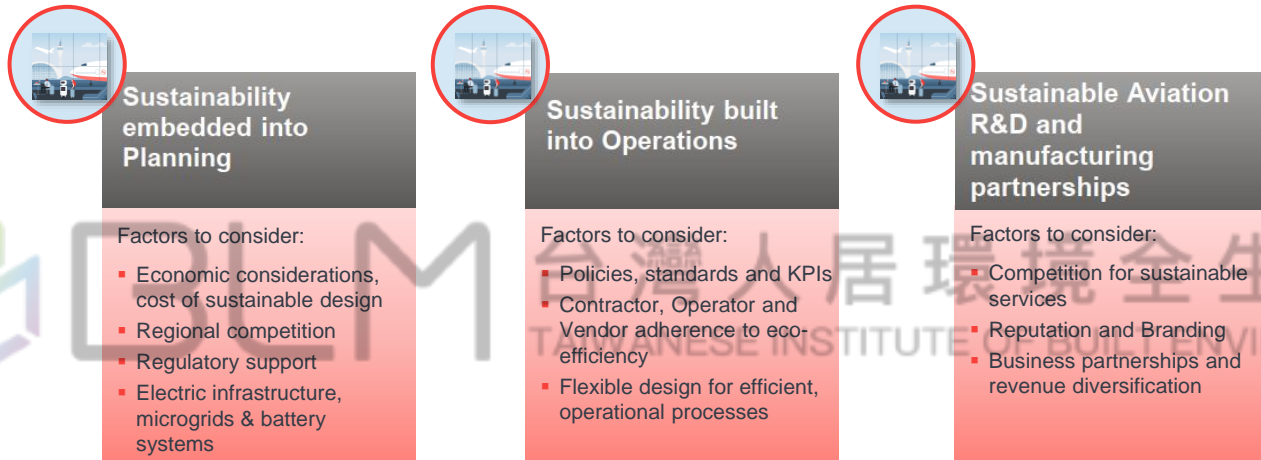 Sustainability
embedded into
Planning
Factors to consider:
▪ Economic considerations,
cost of sustainable design
▪ Regional competition
▪ Regulatory support
▪ Electric infrastructure,
microgrids & battery
systems
Sustainability built
into Operations
Factors to consider:
▪ Policies, standards and KPIs
▪ Contractor, Operator and
Vendor adherence to eco-
efficiency
▪ Flexible design for efficient,
operational processes
Sustainable Aviation
R&D and
manufacturing
partnerships
Factors to consider:
▪ Competition for sustainable
services
▪ Reputation and Branding
▪ Business partnerships and
revenue diversification
BLM
台灣人居環境全生
TAIWANESE INSTITUTE OF BUILT ENVI